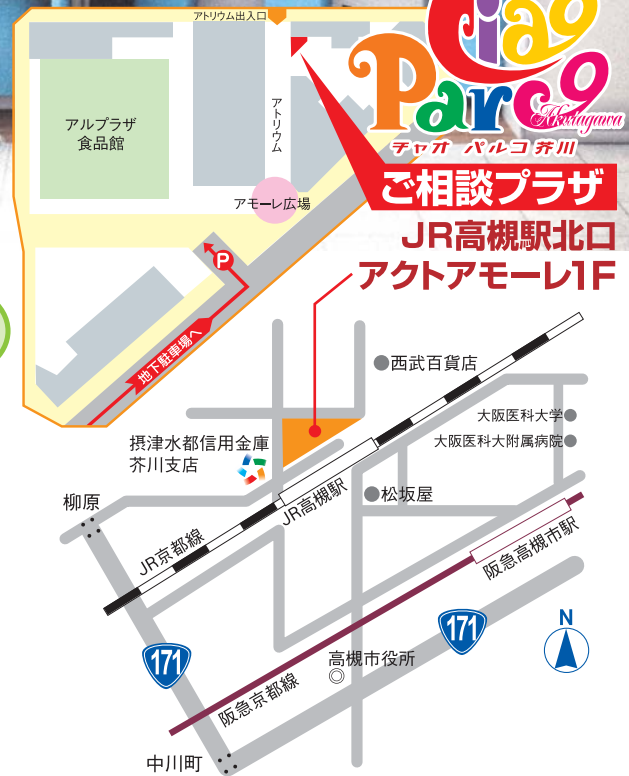 アトリウム出入口
Ciao
Parco
Akutagawa
チャオ パルコ 芥川
アルプラザ
食品館
アトリウム
アモーレ広場
ご相談プラザ
JR高槻駅北口
アクトアモーレ1F
P
地下駐車場へ
西武百貨店
大阪医科大学
大阪医科大附属病院
摂津水都信用金庫
芥川支店
松坂屋
JR高槻駅
柳原
JR京都線
阪急高槻市駅
171
171
N
高槻市役所
阪急京都線
中川町